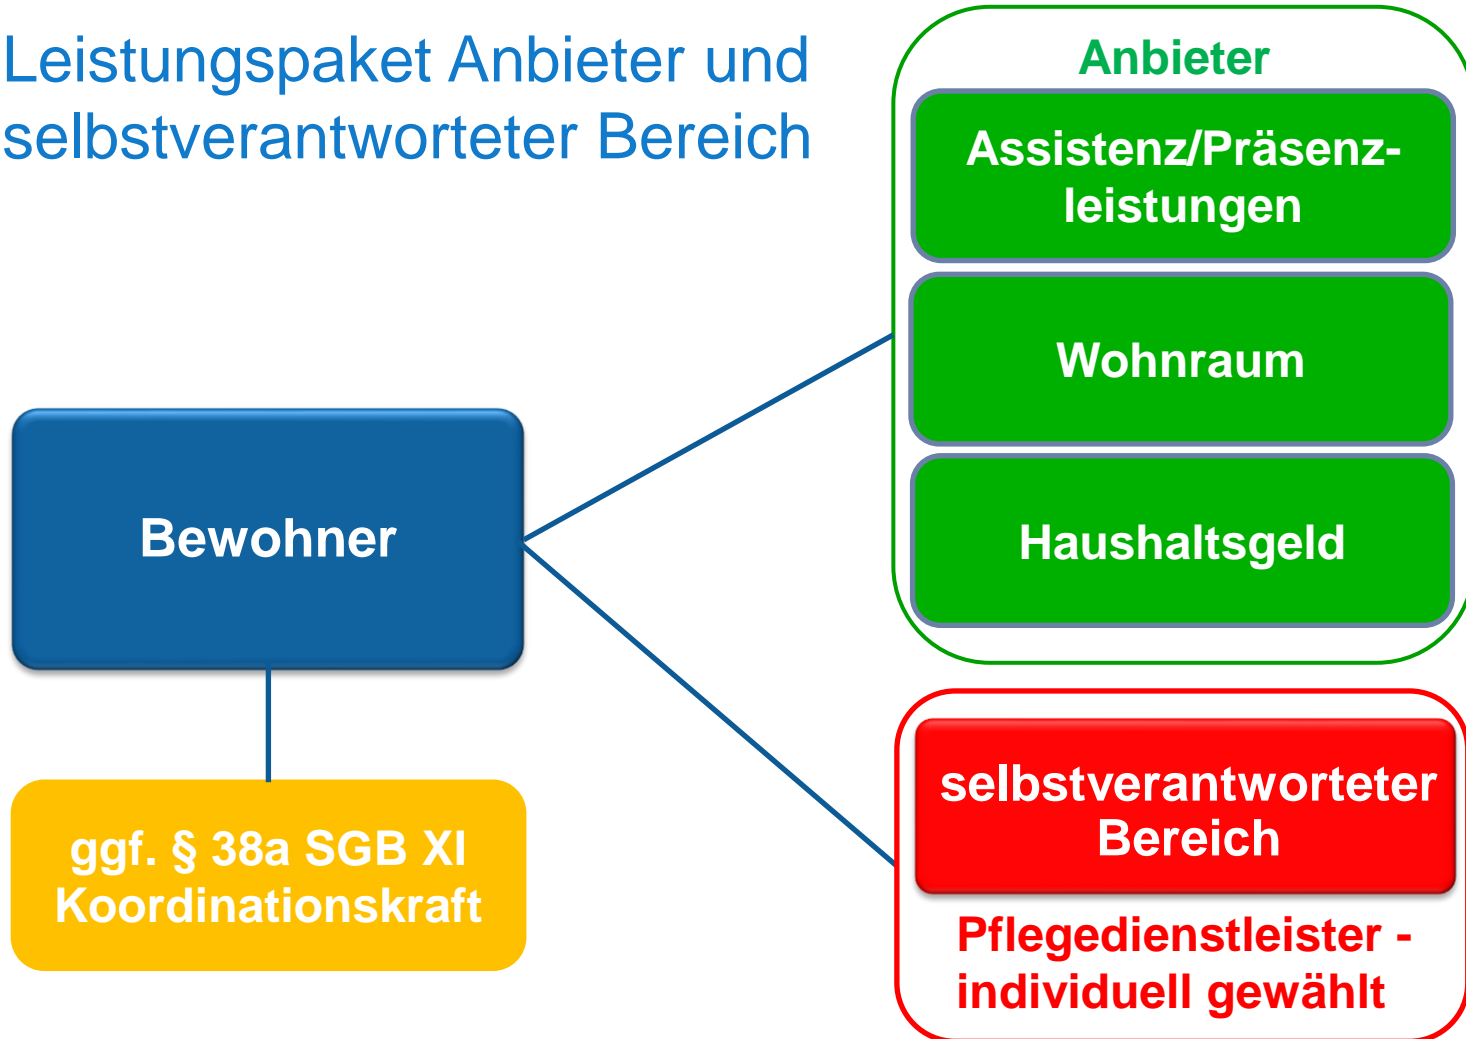 Leistungspaket Anbieter und
selbstverantworteter Bereich
Anbieter
Assistenz/Präsenz-
leistungen
Wohnraum
Haushaltsgeld
Bewohner
ggf. § 38a SGB XI
Koordinationskraft
selbstverantworteter
Bereich
Pflegedienstleister -
individuell gewählt